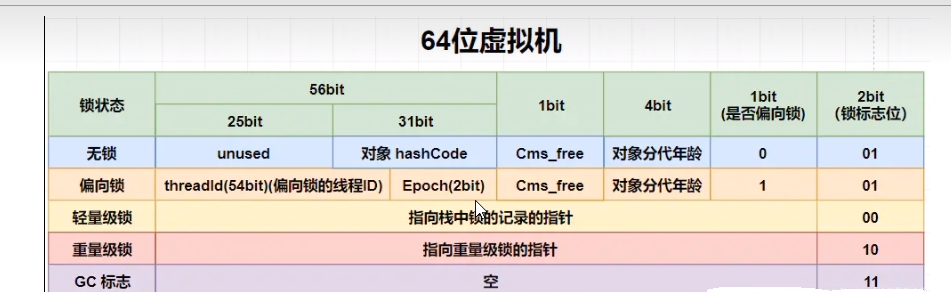 64位虚拟机
锁状态 56bit 1bit 4bit 1bit (是否偏向锁) 2bit (锁标志位)
25bit 31bit
无锁 unused 对象 hashCode Cms_free 对象分代年龄 0 01
偏向锁 threadId(54bit)(偏向锁的线程ID) Epoch(2bit) Cms_free 对象分代年龄 1 01
轻量级锁 指向栈中锁的记录的指针 00
重量级锁 指向重量级锁的指针 10
GC 标志 空 11